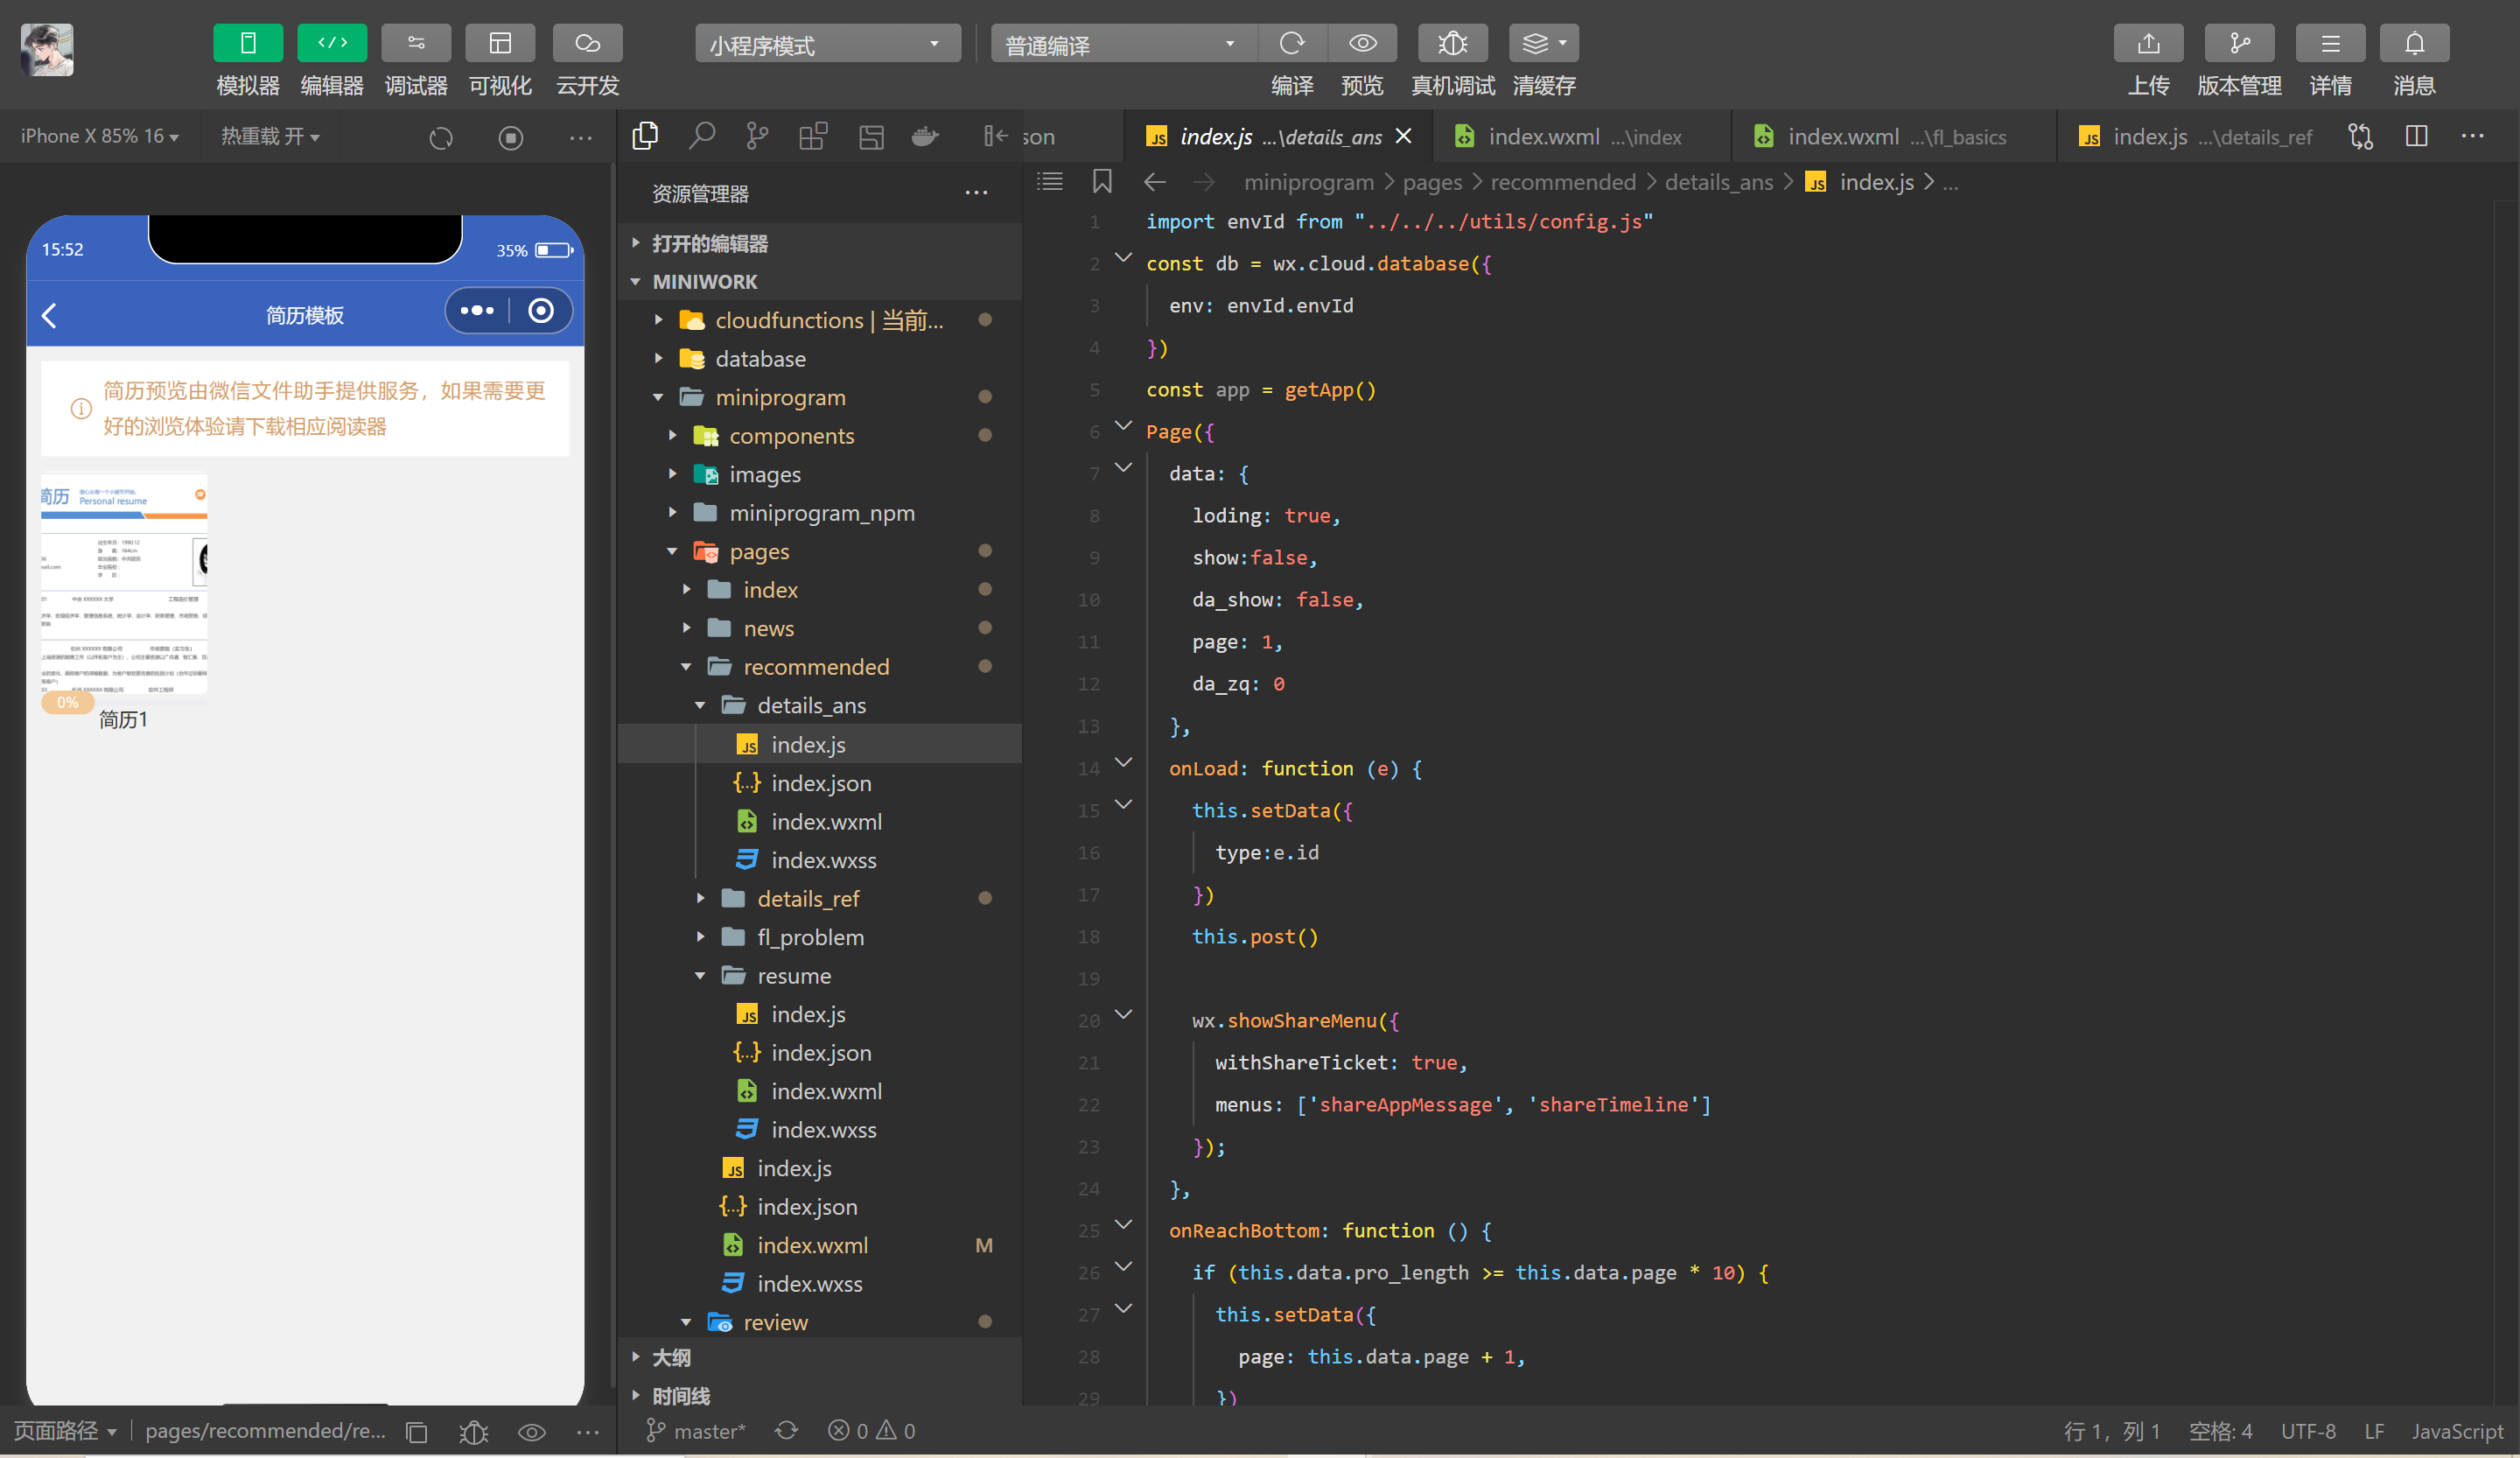 模拟器 编辑器 调试器 可视化 云开发
小程序模式
普通编译
编译 预览 真机调试 清缓存
上传 版本管理 详情 消息
iPhone X 85% 16
热重载 开
15:52
35%
简历模板
简历预览由微信文件助手提供服务，如果需要更
好的浏览体验请下载相应阅读器
简历
Personal resume
0%
简历1
页面路径
pages/recommended/re...
资源管理器
打开的编辑器
MINIWORK
cloudfunctions | 当前...
database
miniprogram
components
images
miniprogram_npm
pages
index
news
recommended
details_ans
index.js
index.json
index.wxml
index.wxss
details_ref
fl_problem
resume
index.js
index.json
index.wxml
index.wxss
index.js
index.json
index.wxml M
index.wxss
review
大纲
时间线
master*
0 0
son
index.js ...\details_ans
index.wxml ...\index
index.wxml ...\fl_basics
index.js ...\details_ref
miniprogram > pages > recommended > details_ans > index.js > ...
1 import envId from "../../../utils/config.js"
2 const db = wx.cloud.database({
3 env: envId.envId
4 })
5 const app = getApp()
6 Page({
7 data: {
8 loding: true,
9 show:false,
10 da_show: false,
11 page: 1,
12 da_zq: 0
13 },
14 onLoad: function (e) {
15 this.setData({
16 type:e.id
17 })
18 this.post()
19
20 wx.showShareMenu({
21 withShareTicket: true,
22 menus: ['shareAppMessage', 'shareTimeline']
23 });
24 },
25 onReachBottom: function () {
26 if (this.data.pro_length >= this.data.page * 10) {
27 this.setData({
28 page: this.data.page + 1,
29 })
行 1，列 1 空格: 4 UTF-8 LF JavaScript